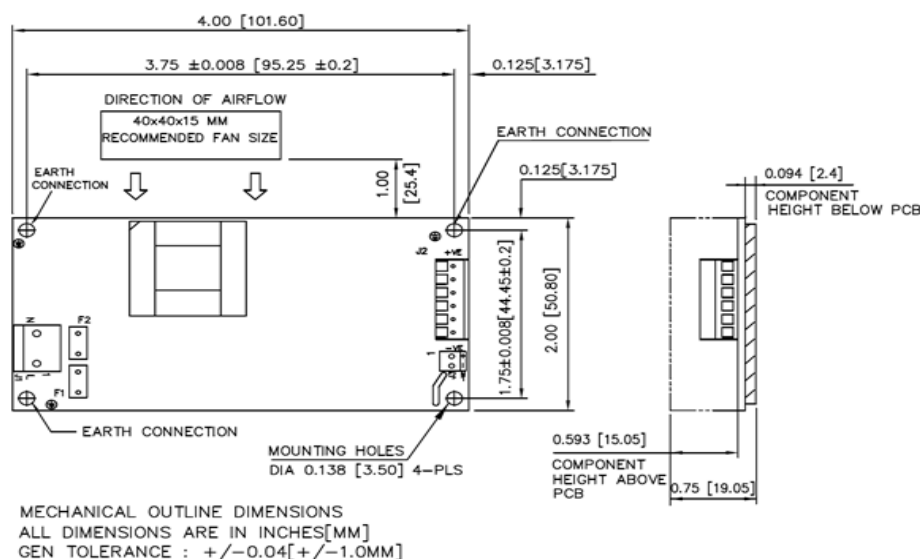 4.00 [101.60]
3.75 ±0.008 [95.25 ±0.2]
0.125[3.175]
DIRECTION OF AIRFLOW
40x40x15 MM
RECOMMENDED FAN SIZE
EARTH CONNECTION
EARTH
CONNECTION
1.00
[25.4]
0.125[3.175]
0.094 [2.4]
COMPONENT
HEIGHT BELOW PCB
J2
+VE
N
F2
1.75±0.008[44.45±0.2]
2.00 [50.80]
1
-VE
L
1
F1
EARTH CONNECTION
MOUNTING HOLES
DIA 0.138 [3.50] 4-PLS
0.593 [15.05]
COMPONENT
HEIGHT ABOVE
PCB
0.75 [19.05]
MECHANICAL OUTLINE DIMENSIONS
ALL DIMENSIONS ARE IN INCHES[MM]
GEN TOLERANCE : +/-0.04[+/-1.0MM]